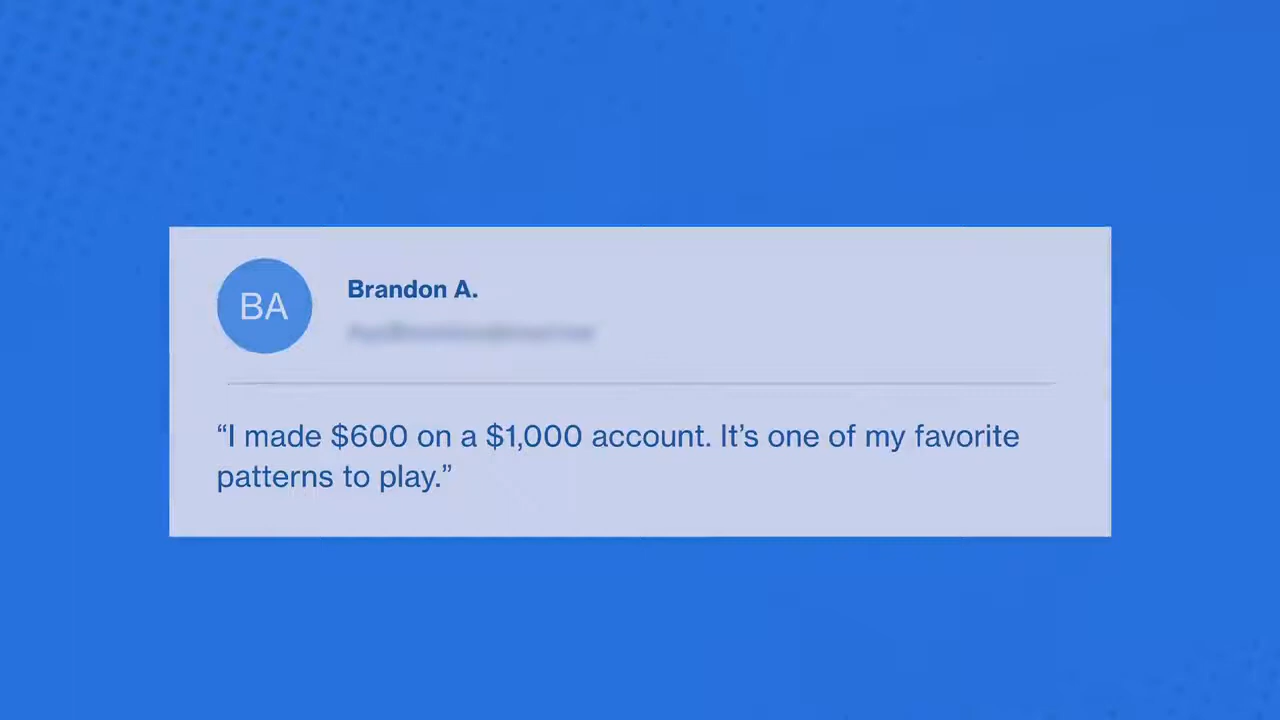 BA
Brandon A.
“I made $600 on a $1,000 account. It’s one of my favorite
patterns to play.”